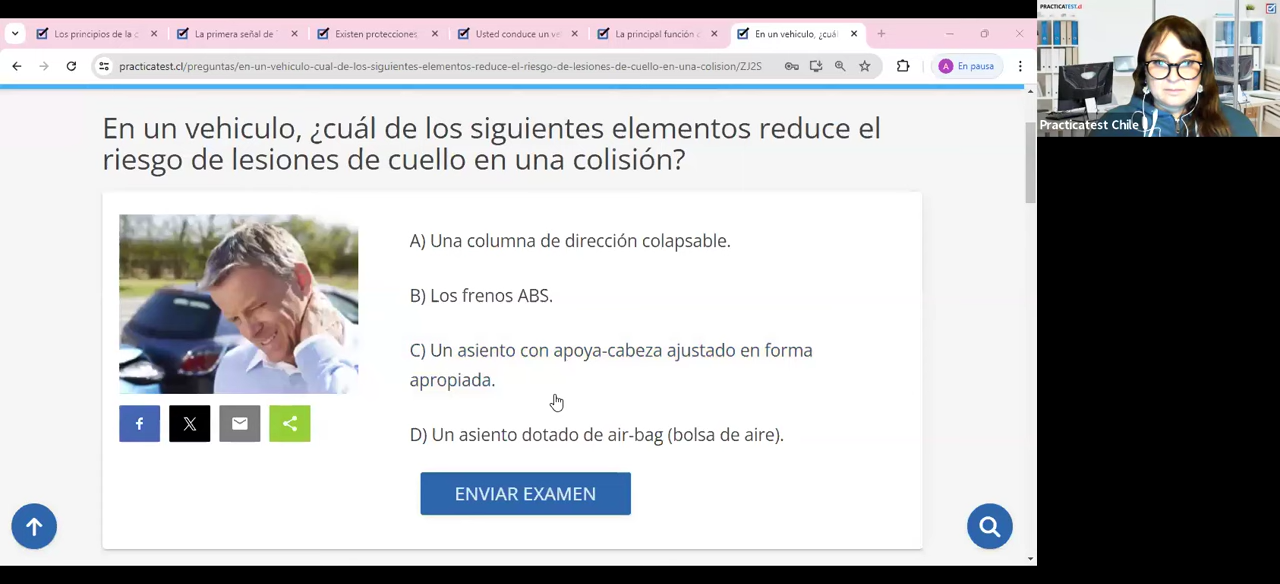 Los principios de la c
La primera señal de
Existen protecciones
Usted conduce un ve
La principal función d
En un vehiculo, ¿cuál
practicatest.cl/preguntas/en-un-vehiculo-cual-de-los-siguientes-elementos-reduce-el-riesgo-de-lesiones-de-cuello-en-una-colision/ZJ2S
A
En pausa
PRACTICATEST.cl
Practicatest Chile
En un vehiculo, ¿cuál de los siguientes elementos reduce el
riesgo de lesiones de cuello en una colisión?
A) Una columna de dirección colapsable.
B) Los frenos ABS.
C) Un asiento con apoya-cabeza ajustado en forma
apropiada.
D) Un asiento dotado de air-bag (bolsa de aire).
ENVIAR EXAMEN